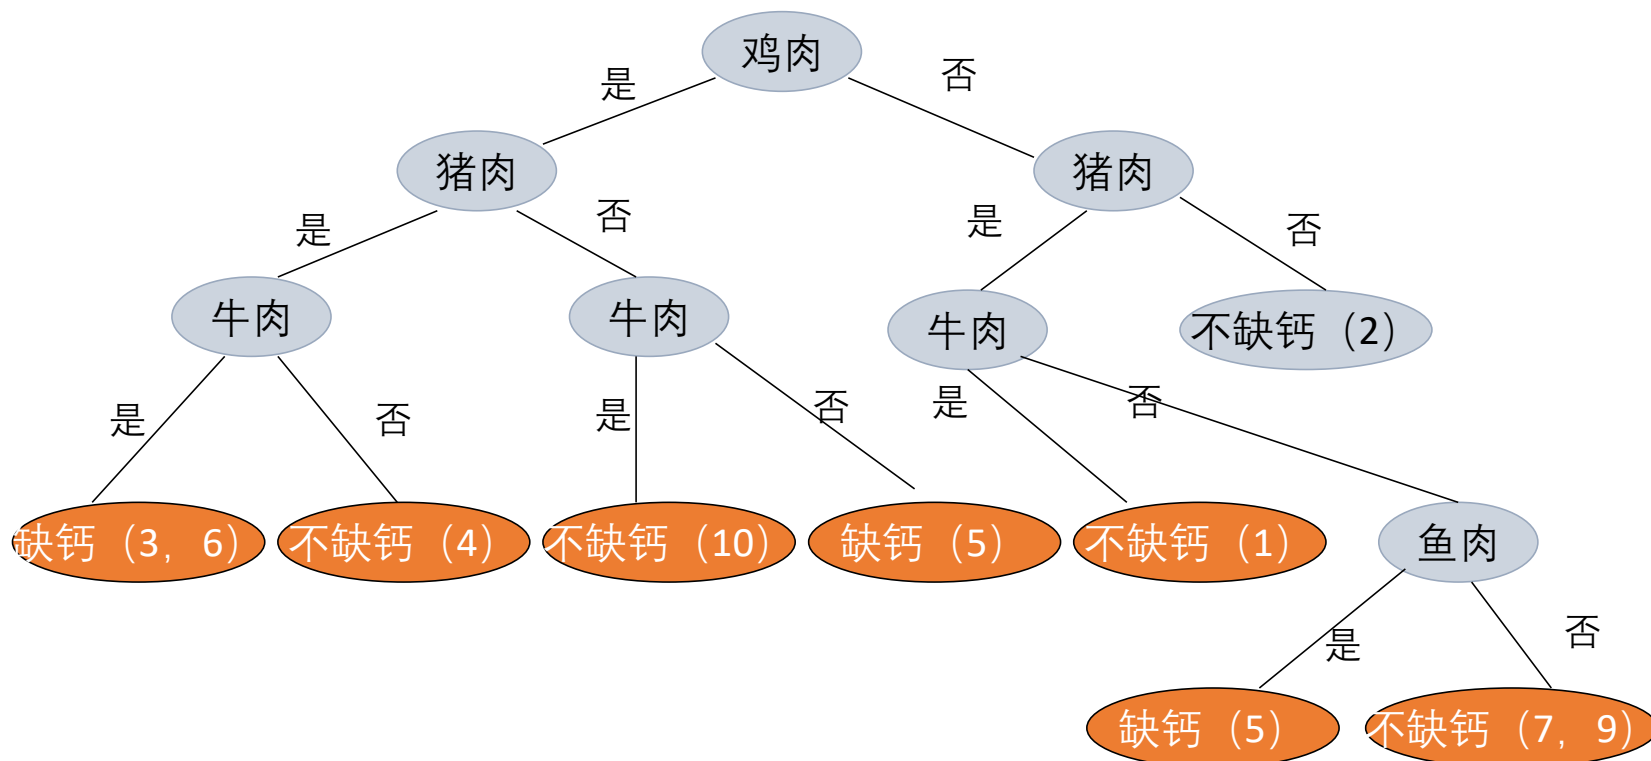 鸡肉
是
否
猪肉
猪肉
是
否
是
否
牛肉
牛肉
牛肉
不缺钙（2）
是
否
是
否
是
否
缺钙（3，6）
不缺钙（4）
不缺钙（10）
缺钙（5）
不缺钙（1）
鱼肉
是
否
缺钙（5）
不缺钙（7，9）